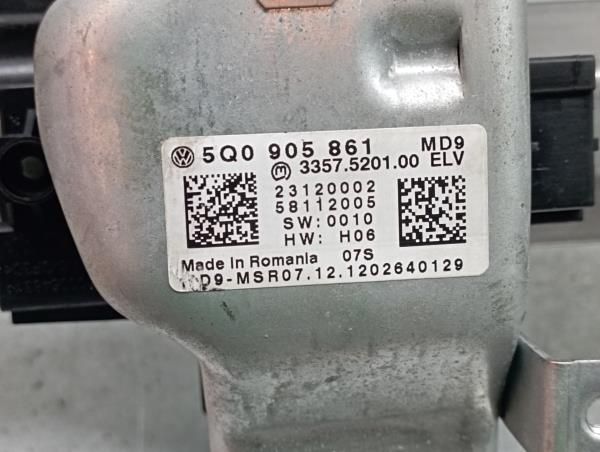 5Q0 905 861 MD9
3357.5201.00 ELV
23120002
58112005
SW:0010
HW: H06
Made in Romania 07S
D9-MSR07.12.1202640129